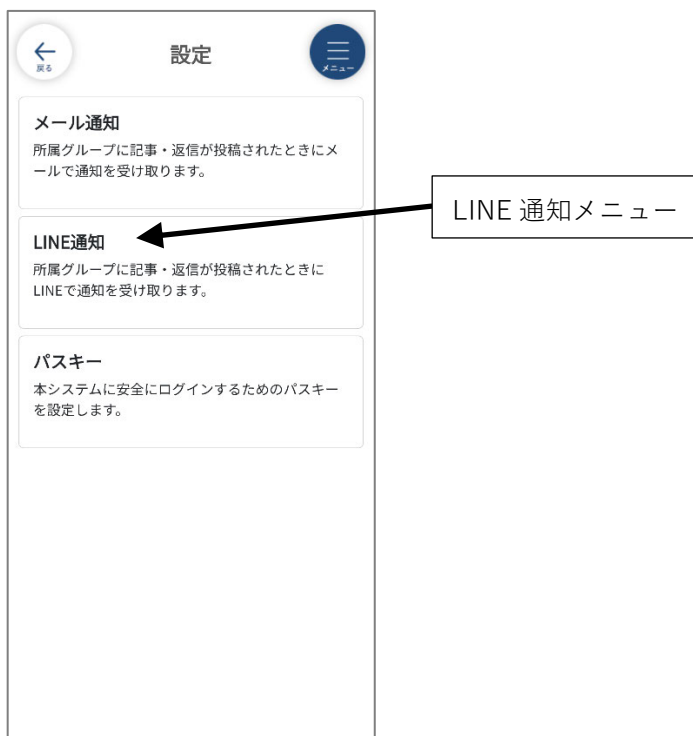 戻る
設定
メニュー
メール通知
所属グループに記事・返信が投稿されたときにメ
ールで通知を受け取ります。
LINE 通知メニュー
LINE通知
所属グループに記事・返信が投稿されたときに
LINEで通知を受け取ります。
パスキー
本システムに安全にログインするためのパスキー
を設定します。